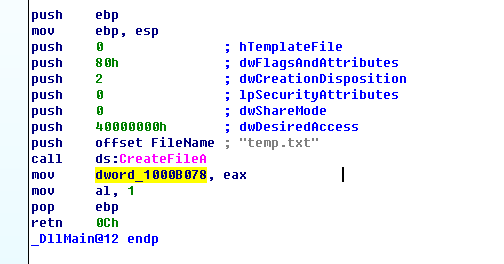 push ebp
mov ebp, esp
push 0 ; hTemplateFile
push 80h ; dwFlagsAndAttributes
push 2 ; dwCreationDisposition
push 0 ; lpSecurityAttributes
push 0 ; dwShareMode
push 40000000h ; dwDesiredAccess
push offset FileName ; "temp.txt"
call ds:CreateFileA
mov dword_1000B078, eax
mov al, 1
pop ebp
retn 0Ch
_DllMain@12 endp